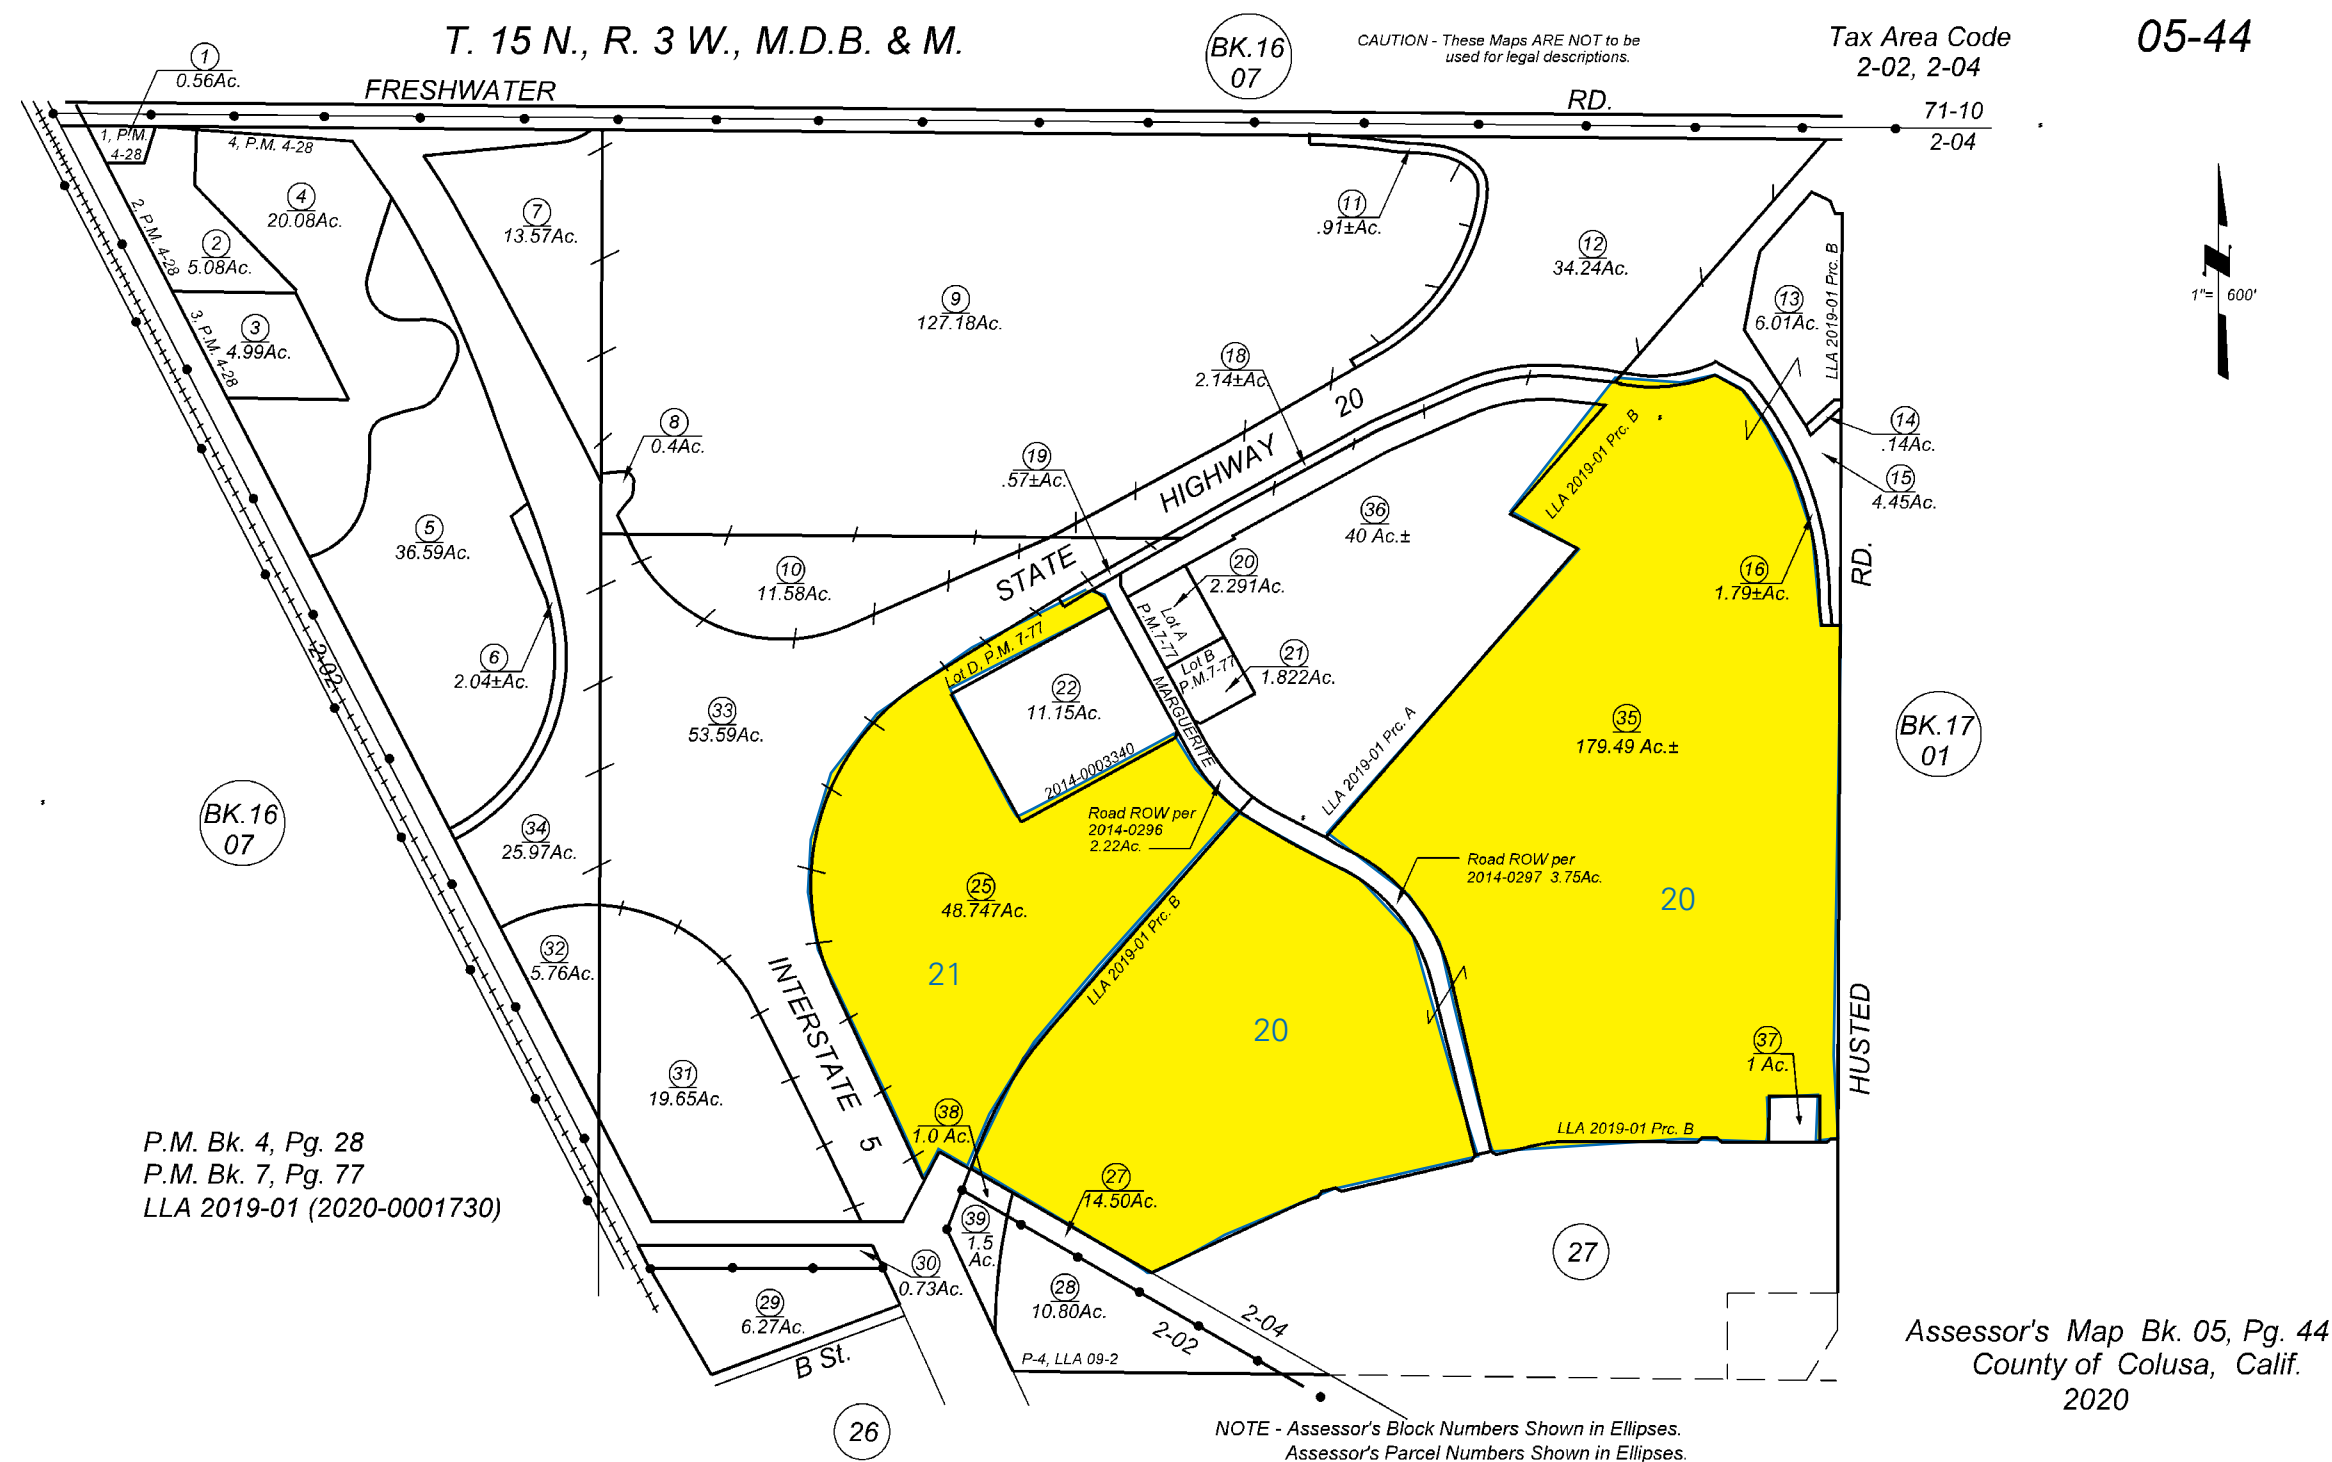 T. 15 N., R. 3 W., M.D.B. & M.
BK.16
07
CAUTION - These Maps ARE NOT to be
used for legal descriptions.
Tax Area Code
2-02, 2-04
05-44
71-10
2-04
1
0.56Ac.
FRESHWATER
RD.
1, P.M.
4-28
4, P.M. 4-28
2, P.M. 4-28
3, P.M. 4-28
4
20.08Ac.
2
5.08Ac.
3
4.99Ac.
7
13.57Ac.
9
127.18Ac.
11
.91±Ac.
12
34.24Ac.
13
6.01Ac.
LLA 2019-01 Prc. B
1"= 600'
18
2.14±Ac.
HIGHWAY 20
STATE
8
0.4Ac.
19
.57±Ac.
14
.14Ac.
15
4.45Ac.
LLA 2019-01 Prc. B
5
36.59Ac.
36
40 Ac.±
10
11.58Ac.
20
2.291Ac.
Lot A
P.M.7-77
16
1.79±Ac.
RD.
6
2.04±Ac.
2-02
Lot D, P.M. 7-77
Lot B
P.M.7-77
21
1.822Ac.
22
11.15Ac.
MARGUERITE
33
53.59Ac.
35
179.49 Ac.±
BK.17
01
LLA 2019-01 Prc. A
2014-0003340
BK.16
07
34
25.97Ac.
Road ROW per
2014-0296
2.22Ac.
Road ROW per
2014-0297 3.75Ac.
25
48.747Ac.
20
LLA 2019-01 Prc. B
32
5.76Ac.
21
INTERSTATE 5
20
HUSTED
37
1 Ac.
31
19.65Ac.
38
1.0 Ac.
LLA 2019-01 Prc. B
P.M. Bk. 4, Pg. 28
P.M. Bk. 7, Pg. 77
LLA 2019-01 (2020-0001730)
27
14.50Ac.
39
1.5
Ac.
30
0.73Ac.
27
28
10.80Ac.
29
6.27Ac.
2-04
2-02
B St.
P-4, LLA 09-2
Assessor's Map Bk. 05, Pg. 44
County of Colusa, Calif.
2020
26
NOTE - Assessor's Block Numbers Shown in Ellipses.
Assessor's Parcel Numbers Shown in Ellipses.